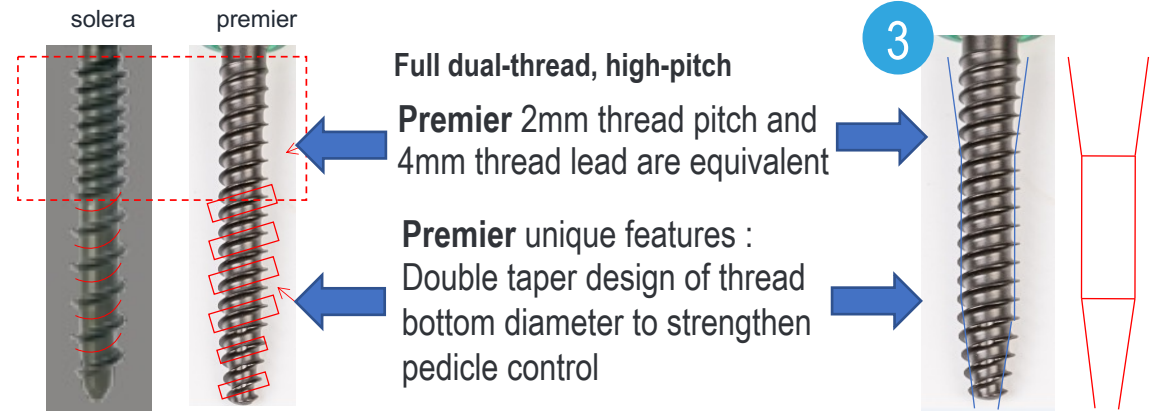 solera
premier
Full dual-thread, high-pitch
Premier 2mm thread pitch and
4mm thread lead are equivalent
Premier unique features :
Double taper design of thread
bottom diameter to strengthen
pedicle control
3